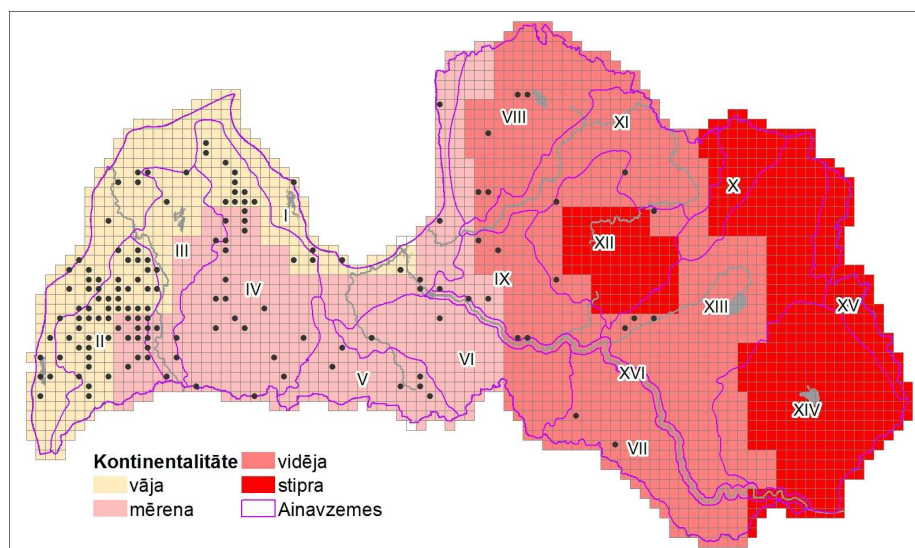 VIII
XI
X
I
XII
III
IX
XIII
XV
IV
II
VI
V
XVI
XIV
VII
Kontinentalitāte
vāja
mērena
vidēja
stipra
Ainavzemes